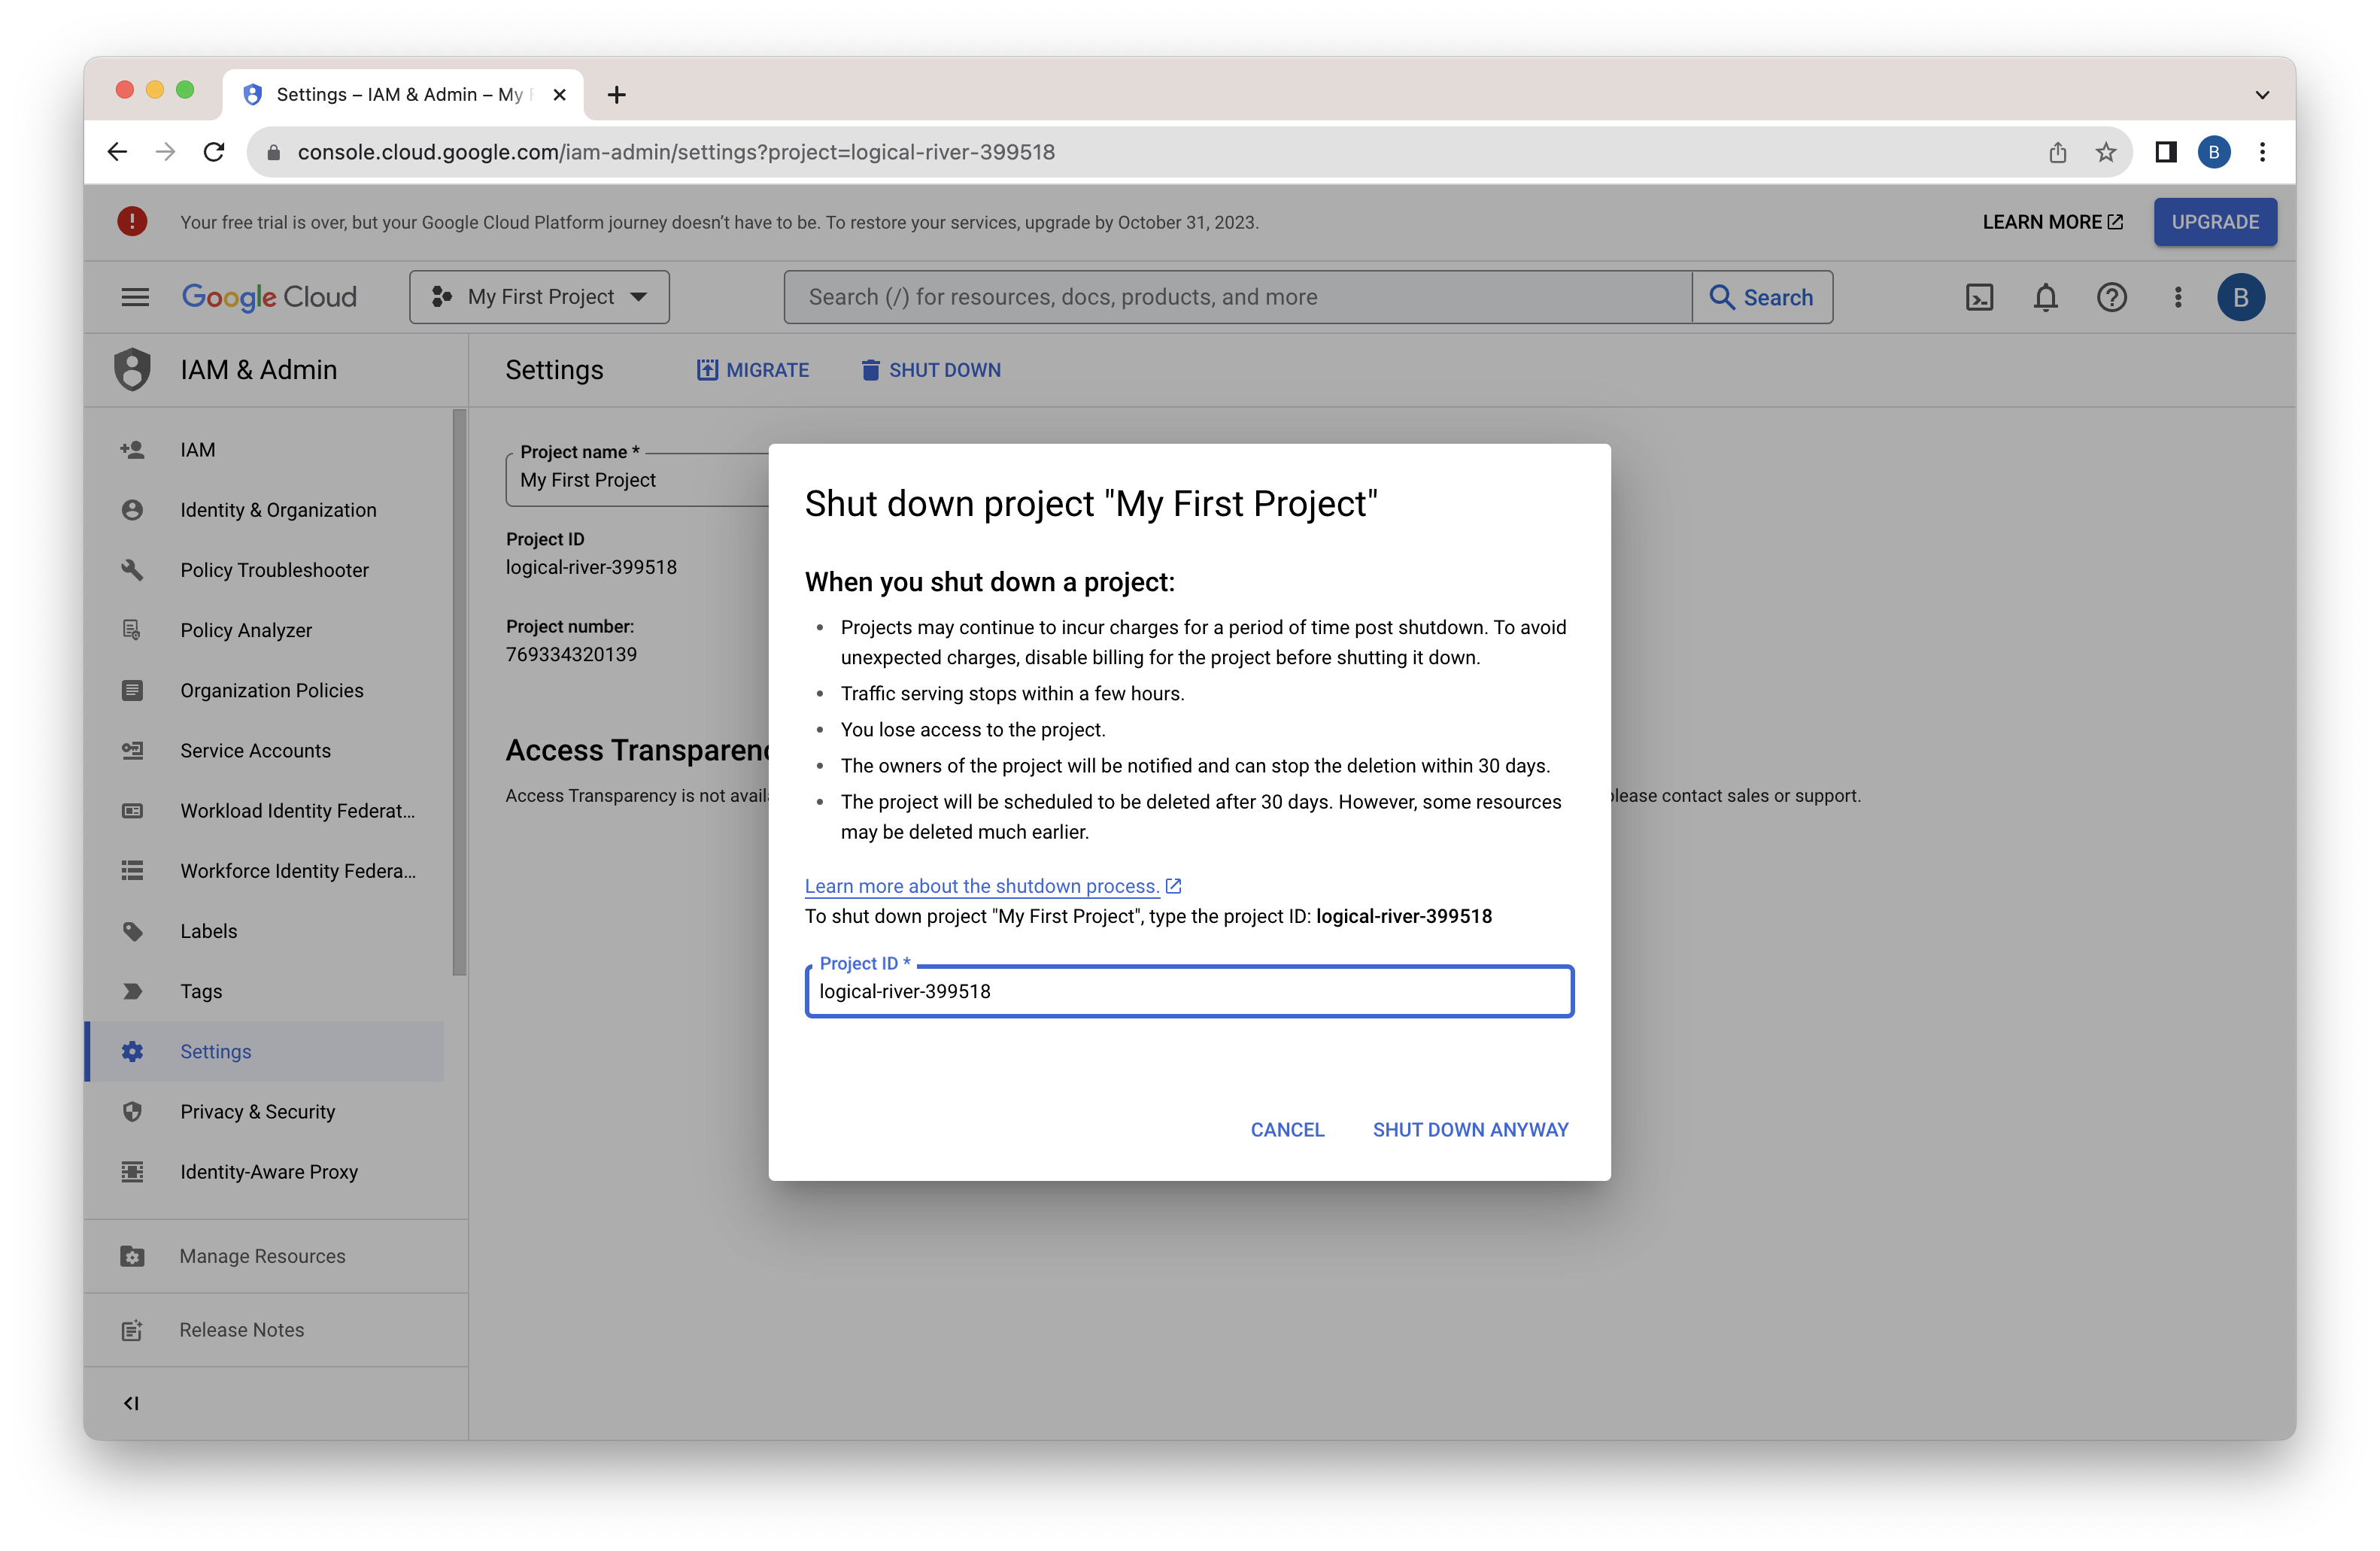 Settings – IAM & Admin – My F
console.cloud.google.com/iam-admin/settings?project=logical-river-399518
B
Your free trial is over, but your Google Cloud Platform journey doesn't have to be. To restore your services, upgrade by October 31, 2023.
LEARN MORE
UPGRADE
Google Cloud
My First Project
Search (/) for resources, docs, products, and more
Search
B
IAM & Admin
Settings
MIGRATE
SHUT DOWN
IAM
Identity & Organization
Policy Troubleshooter
Policy Analyzer
Organization Policies
Service Accounts
Workload Identity Federat...
Workforce Identity Federa...
Labels
Tags
Settings
Privacy & Security
Identity-Aware Proxy
Manage Resources
Release Notes
Project name *
My First Project
Project ID
logical-river-399518
Project number:
769334320139
Access Transparenc
Access Transparency is not avail
please contact sales or support.
Shut down project "My First Project"
When you shut down a project:
• Projects may continue to incur charges for a period of time post shutdown. To avoid
unexpected charges, disable billing for the project before shutting it down.
• Traffic serving stops within a few hours.
• You lose access to the project.
• The owners of the project will be notified and can stop the deletion within 30 days.
• The project will be scheduled to be deleted after 30 days. However, some resources
may be deleted much earlier.
Learn more about the shutdown process.
To shut down project "My First Project", type the project ID: logical-river-399518
Project ID *
logical-river-399518
CANCEL
SHUT DOWN ANYWAY